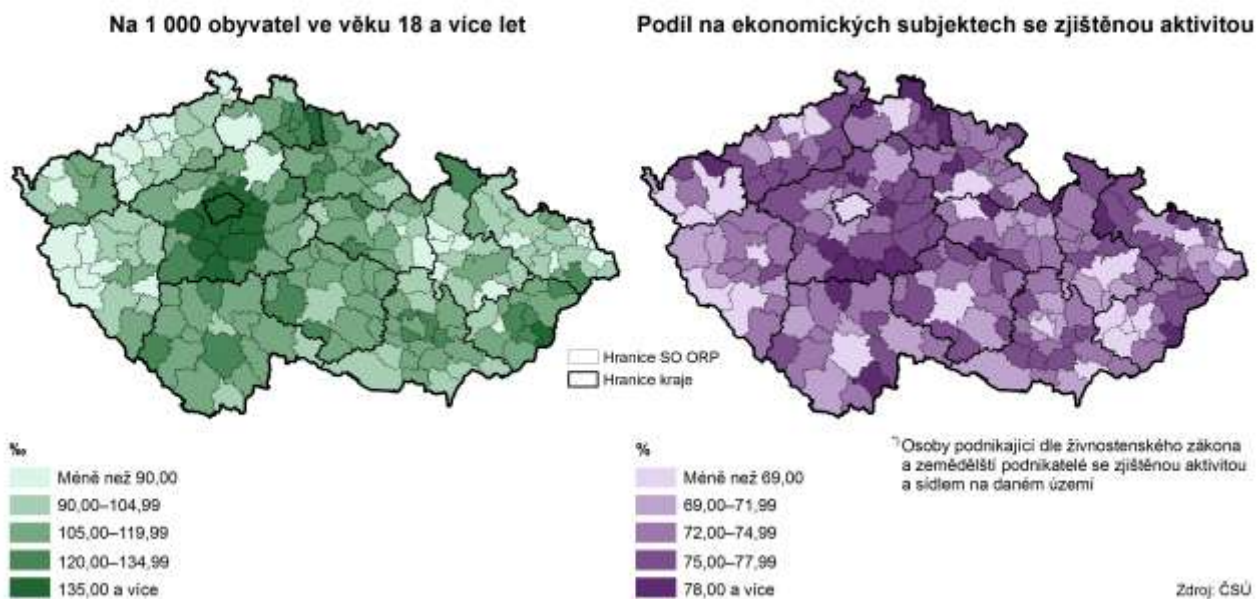 Na 1 000 obyvatel ve věku 18 a více let
Podíl na ekonomických subjektech se zjištěnou aktivitou
Hranice SO ORP
Hranice kraje
‰
Méně než 90,00
90,00–104,99
105,00–119,99
120,00–134,99
135,00 a více
%
Méně než 69,00
69,00–71,99
72,00–74,99
75,00–77,99
78,00 a více
*) Osoby podnikající dle živnostenského zákona
a zemědělští podnikatelé se zjištěnou aktivitou
a sídlem na daném území
Zdroj: ČSÚ